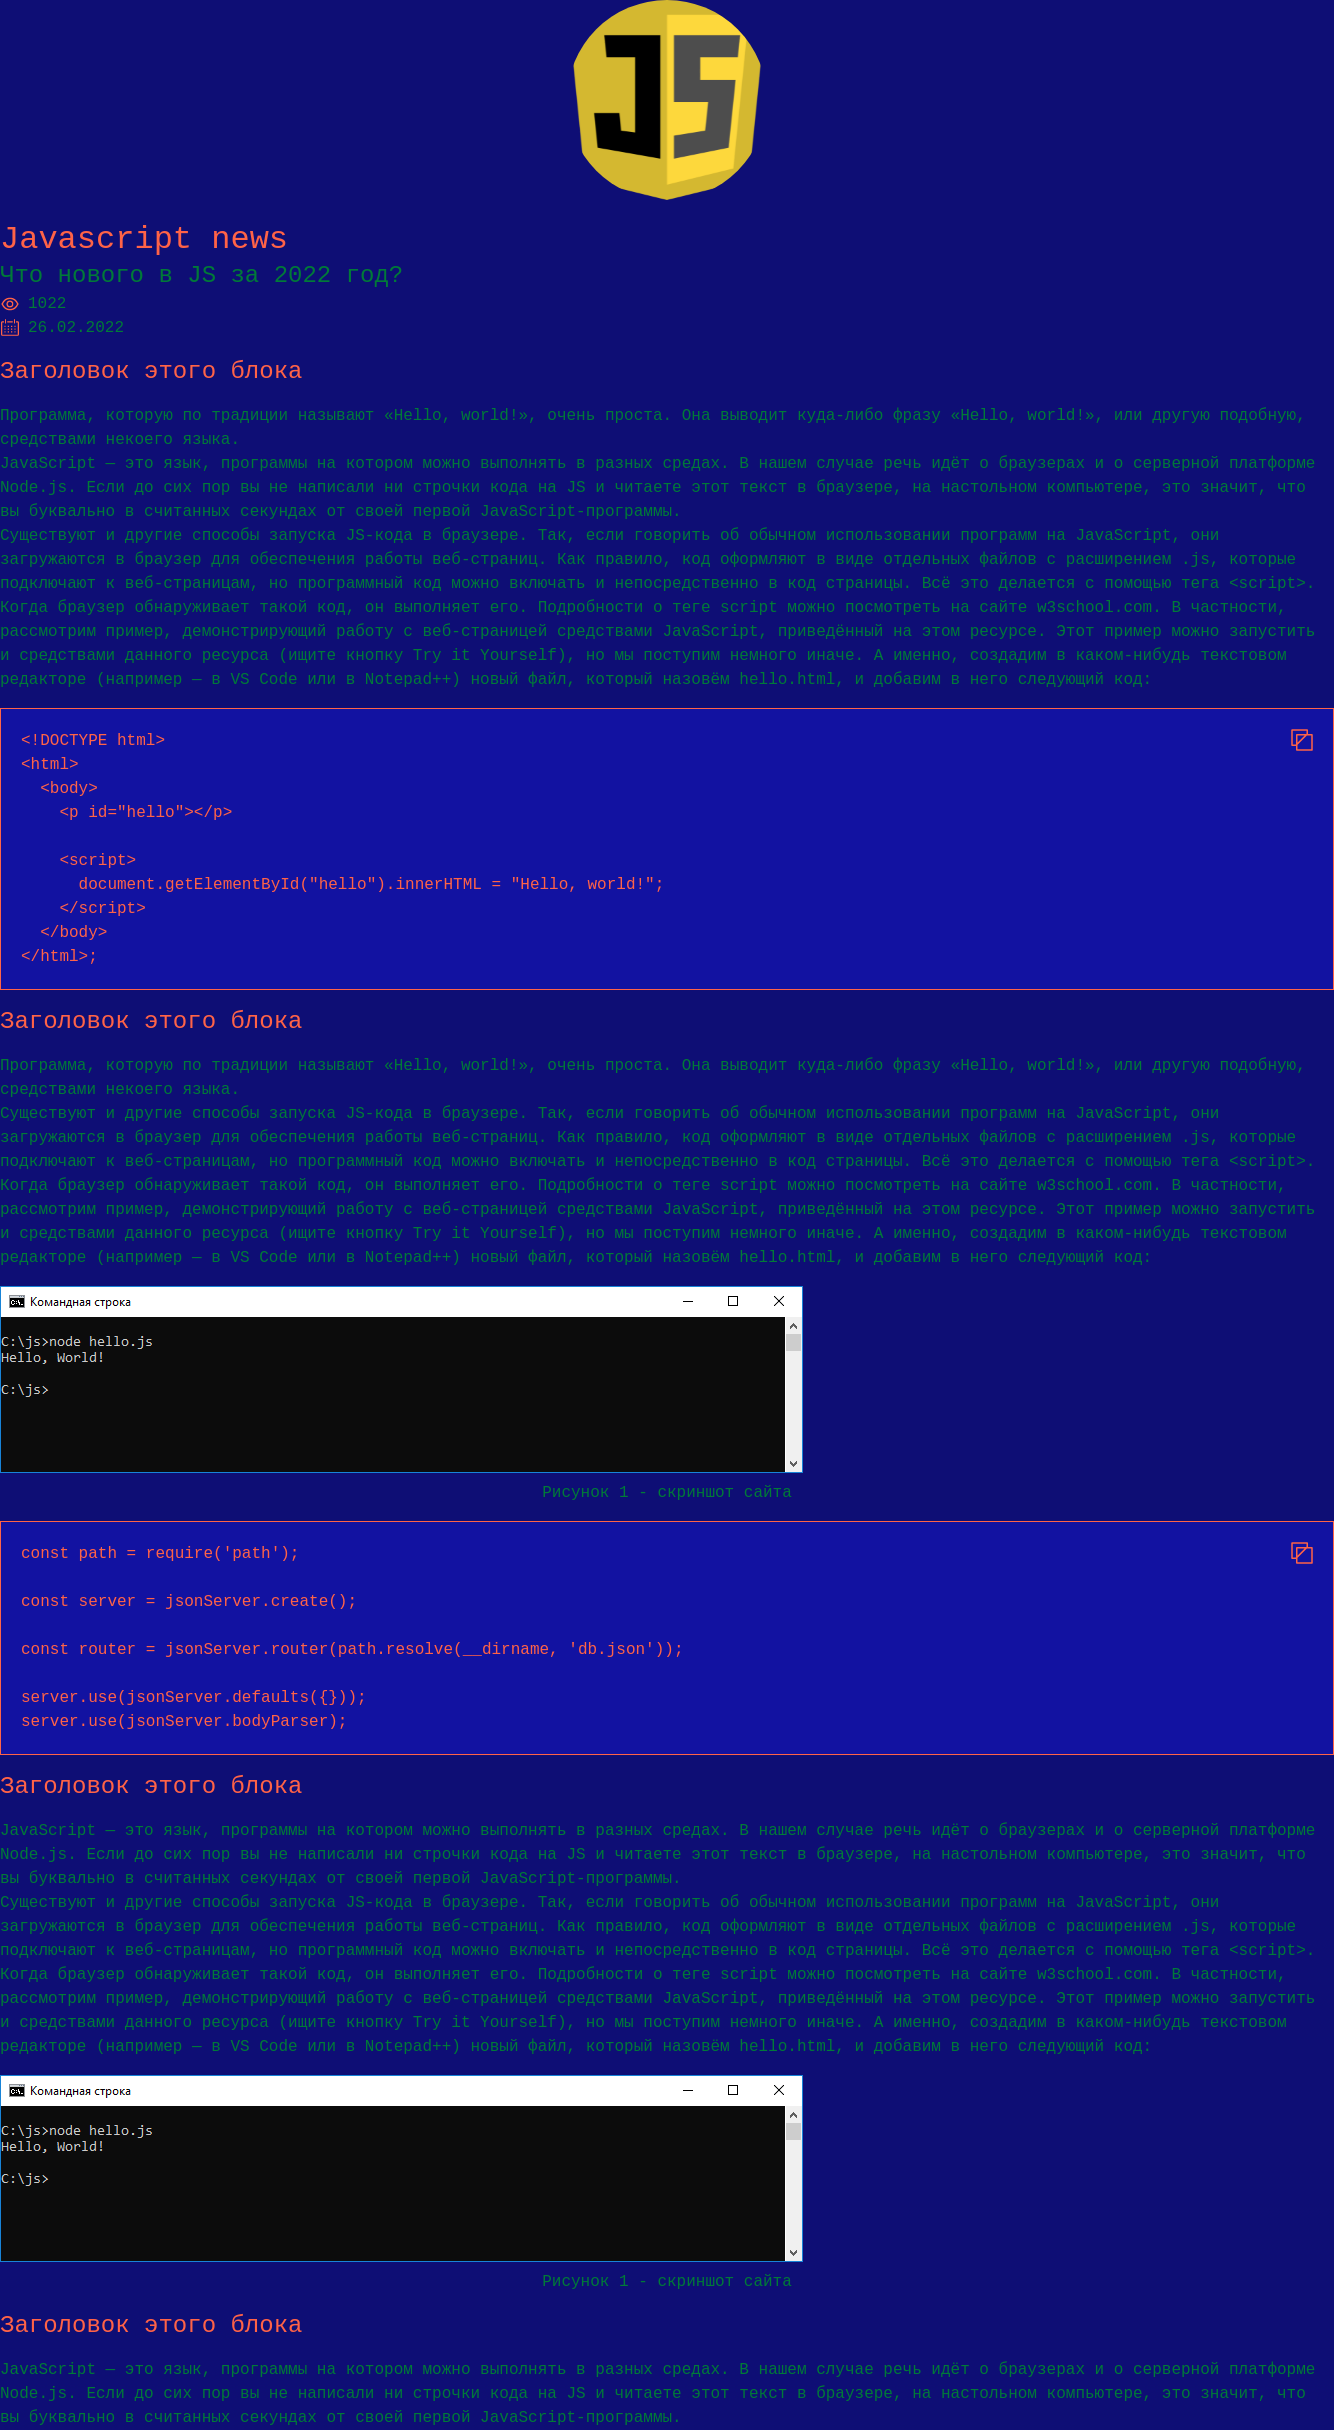 JS
Javascript news
Что нового в JS за 2022 год?
1022
26.02.2022
Заголовок этого блока
Программа, которую по традиции называют «Hello, world!», очень проста. Она выводит куда-либо фразу «Hello, world!», или другую подобную,
средствами некоего языка.
JavaScript — это язык, программы на котором можно выполнять в разных средах. В нашем случае речь идёт о браузерах и о серверной платформе
Node.js. Если до сих пор вы не написали ни строчки кода на JS и читаете этот текст в браузере, на настольном компьютере, это значит, что
вы буквально в считанных секундах от своей первой JavaScript-программы.
Существуют и другие способы запуска JS-кода в браузере. Так, если говорить об обычном использовании программ на JavaScript, они
загружаются в браузер для обеспечения работы веб-страниц. Как правило, код оформляют в виде отдельных файлов с расширением .js, которые
подключают к веб-страницам, но программный код можно включать и непосредственно в код страницы. Всё это делается с помощью тега <script>.
Когда браузер обнаруживает такой код, он выполняет его. Подробности о теге script можно посмотреть на сайте w3school.com. В частности,
рассмотрим пример, демонстрирующий работу с веб-страницей средствами JavaScript, приведённый на этом ресурсе. Этот пример можно запустить
и средствами данного ресурса (ищите кнопку Try it Yourself), но мы поступим немного иначе. А именно, создадим в каком-нибудь текстовом
редакторе (например — в VS Code или в Notepad++) новый файл, который назовём hello.html, и добавим в него следующий код:
<!DOCTYPE html>
<html>
  <body>
    <p id="hello"></p>

    <script>
      document.getElementById("hello").innerHTML = "Hello, world!";
    </script>
  </body>
</html>;
Заголовок этого блока
Программа, которую по традиции называют «Hello, world!», очень проста. Она выводит куда-либо фразу «Hello, world!», или другую подобную,
средствами некоего языка.
Существуют и другие способы запуска JS-кода в браузере. Так, если говорить об обычном использовании программ на JavaScript, они
загружаются в браузер для обеспечения работы веб-страниц. Как правило, код оформляют в виде отдельных файлов с расширением .js, которые
подключают к веб-страницам, но программный код можно включать и непосредственно в код страницы. Всё это делается с помощью тега <script>.
Когда браузер обнаруживает такой код, он выполняет его. Подробности о теге script можно посмотреть на сайте w3school.com. В частности,
рассмотрим пример, демонстрирующий работу с веб-страницей средствами JavaScript, приведённый на этом ресурсе. Этот пример можно запустить
и средствами данного ресурса (ищите кнопку Try it Yourself), но мы поступим немного иначе. А именно, создадим в каком-нибудь текстовом
редакторе (например — в VS Code или в Notepad++) новый файл, который назовём hello.html, и добавим в него следующий код:
Командная строка
C:\js>node hello.js
Hello, World!

C:\js>
Рисунок 1 - скриншот сайта
const path = require('path');

const server = jsonServer.create();

const router = jsonServer.router(path.resolve(__dirname, 'db.json'));

server.use(jsonServer.defaults({}));
server.use(jsonServer.bodyParser);
Заголовок этого блока
JavaScript — это язык, программы на котором можно выполнять в разных средах. В нашем случае речь идёт о браузерах и о серверной платформе
Node.js. Если до сих пор вы не написали ни строчки кода на JS и читаете этот текст в браузере, на настольном компьютере, это значит, что
вы буквально в считанных секундах от своей первой JavaScript-программы.
Существуют и другие способы запуска JS-кода в браузере. Так, если говорить об обычном использовании программ на JavaScript, они
загружаются в браузер для обеспечения работы веб-страниц. Как правило, код оформляют в виде отдельных файлов с расширением .js, которые
подключают к веб-страницам, но программный код можно включать и непосредственно в код страницы. Всё это делается с помощью тега <script>.
Когда браузер обнаруживает такой код, он выполняет его. Подробности о теге script можно посмотреть на сайте w3school.com. В частности,
рассмотрим пример, демонстрирующий работу с веб-страницей средствами JavaScript, приведённый на этом ресурсе. Этот пример можно запустить
и средствами данного ресурса (ищите кнопку Try it Yourself), но мы поступим немного иначе. А именно, создадим в каком-нибудь текстовом
редакторе (например — в VS Code или в Notepad++) новый файл, который назовём hello.html, и добавим в него следующий код:
Командная строка
C:\js>node hello.js
Hello, World!

C:\js>
Рисунок 1 - скриншот сайта
Заголовок этого блока
JavaScript — это язык, программы на котором можно выполнять в разных средах. В нашем случае речь идёт о браузерах и о серверной платформе
Node.js. Если до сих пор вы не написали ни строчки кода на JS и читаете этот текст в браузере, на настольном компьютере, это значит, что
вы буквально в считанных секундах от своей первой JavaScript-программы.